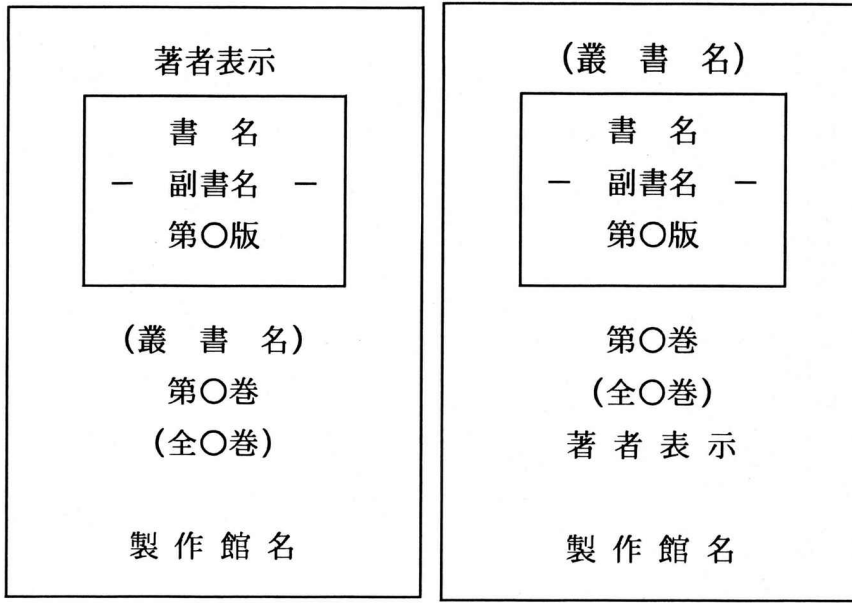 著者表示
書　名
－　副書名　－
第○版
(叢　書　名)
第○巻
(全○巻)
製 作 館 名
(叢　書　名)
書　名
－　副書名　－
第○版
第○巻
(全○巻)
著 者 表 示
製 作 館 名